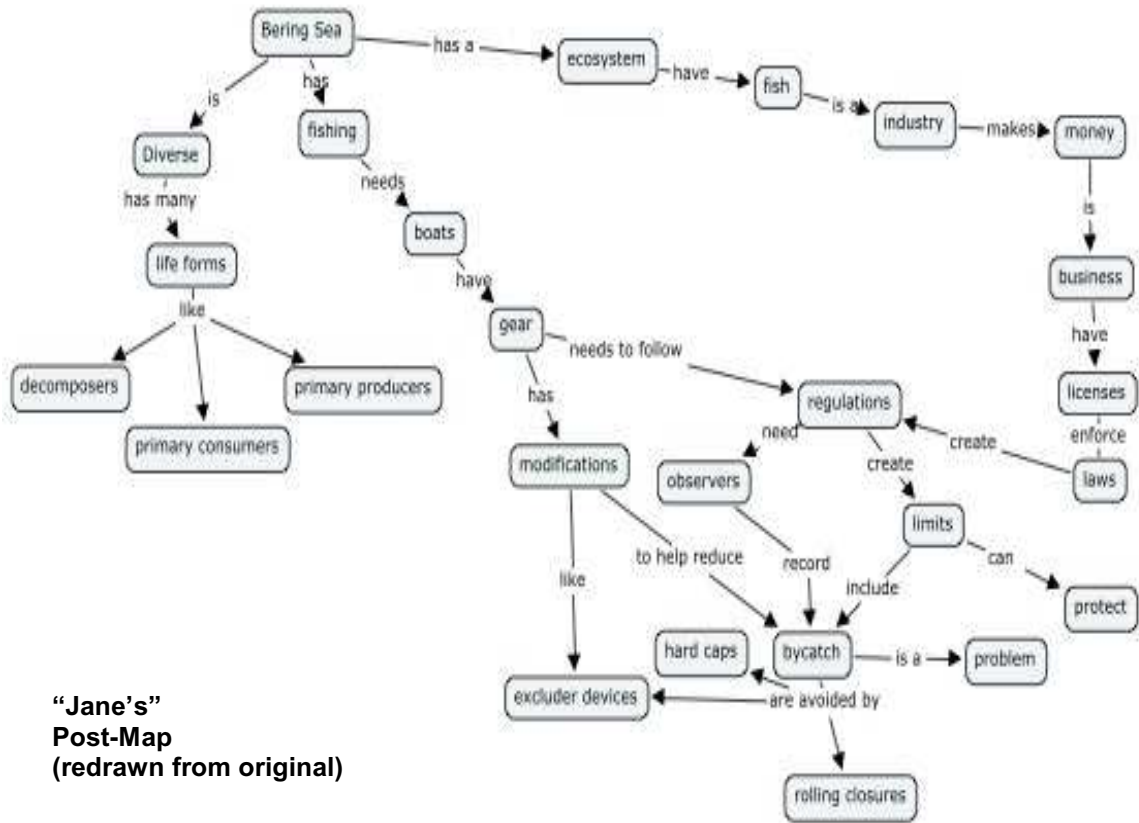 Bering Sea
has a
ecosystem
have
fish
is a
industry
makes
money
is
has
Diverse
fishing
has many
needs
is
life forms
boats
business
like
have
have
gear
needs to follow
decomposers
primary producers
has
regulations
licenses
primary consumers
need
enforce
modifications
observers
create
create
laws
limits
to help reduce
record
can
like
include
protect
hard caps
bycatch
is a
problem
excluder devices
are avoided by
rolling closures
“Jane’s”
Post-Map
(redrawn from original)